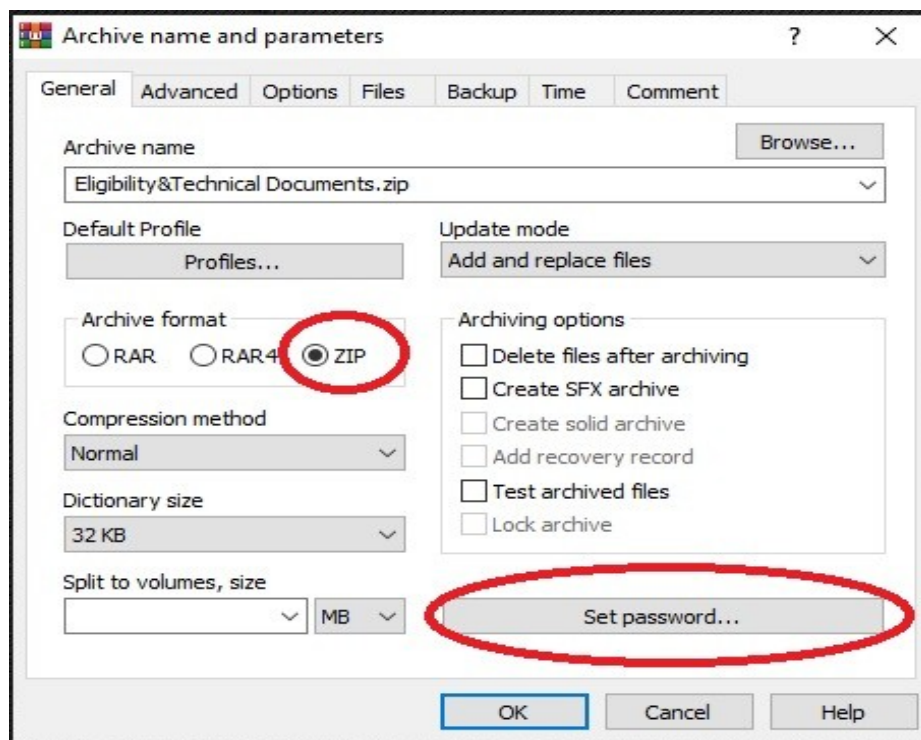 Archive name and parameters
?
General Advanced Options Files Backup Time Comment
Archive name
Browse...
Eligibility&Technical Documents.zip
Default Profile
Profiles...
Update mode
Add and replace files
Archive format
RAR RAR4 ZIP
Compression method
Normal
Dictionary size
32 KB
Split to volumes, size
MB
Archiving options
Delete files after archiving
Create SFX archive
Create solid archive
Add recovery record
Test archived files
Lock archive
Set password...
OK Cancel Help